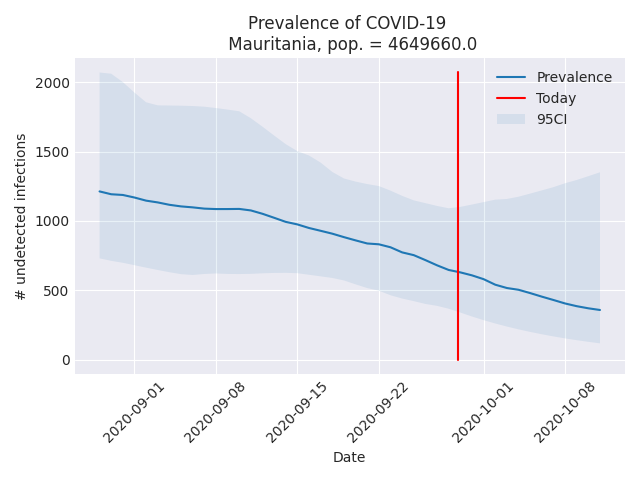 Prevalence of COVID-19
Mauritania, pop. = 4649660.0
Prevalence
Today
95CI
2000
1500
1000
500
0
# undetected infections
2020-09-01
2020-09-08
2020-09-15
2020-09-22
2020-10-01
2020-10-08
Date